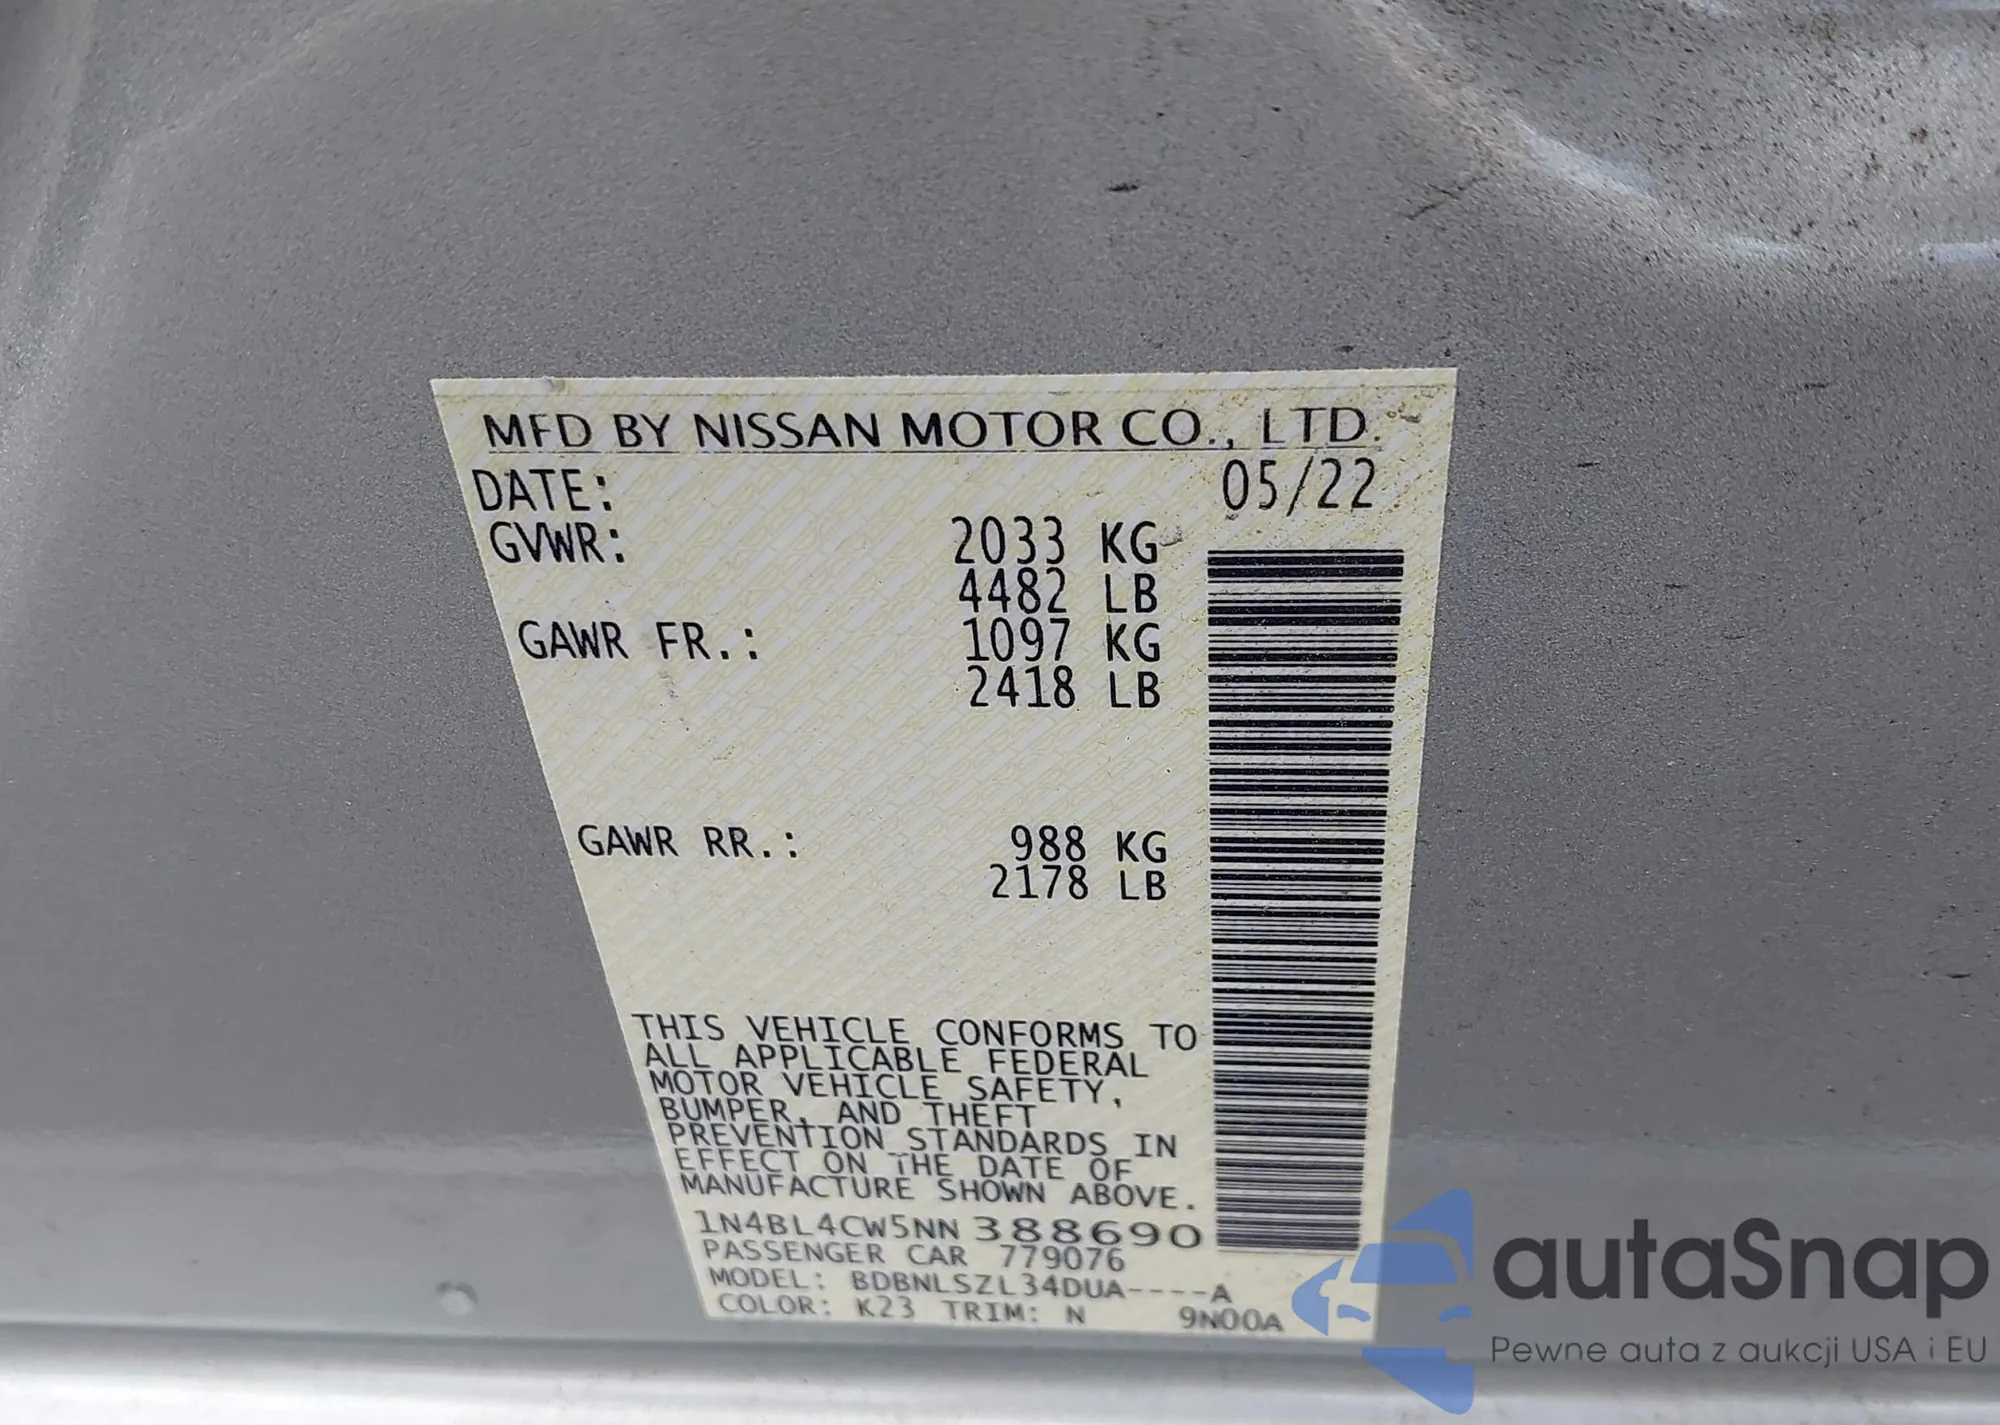 MFD BY NISSAN MOTOR CO., LTD.
DATE: 05/22
GVWR: 2033 KG
4482 LB
GAWR FR.: 1097 KG
2418 LB
GAWR RR.: 988 KG
2178 LB
THIS VEHICLE CONFORMS TO
ALL APPLICABLE FEDERAL
MOTOR VEHICLE SAFETY,
BUMPER, AND THEFT
PREVENTION STANDARDS IN
EFFECT ON THE DATE OF
MANUFACTURE SHOWN ABOVE.
1N4BL4CW5NN388690
PASSENGER CAR 779076
MODEL: BDBNLSZL34DUA----A
COLOR: K23 TRIM: N 9N00A
autaSnap
Pewne auta z aukcji USA i EU